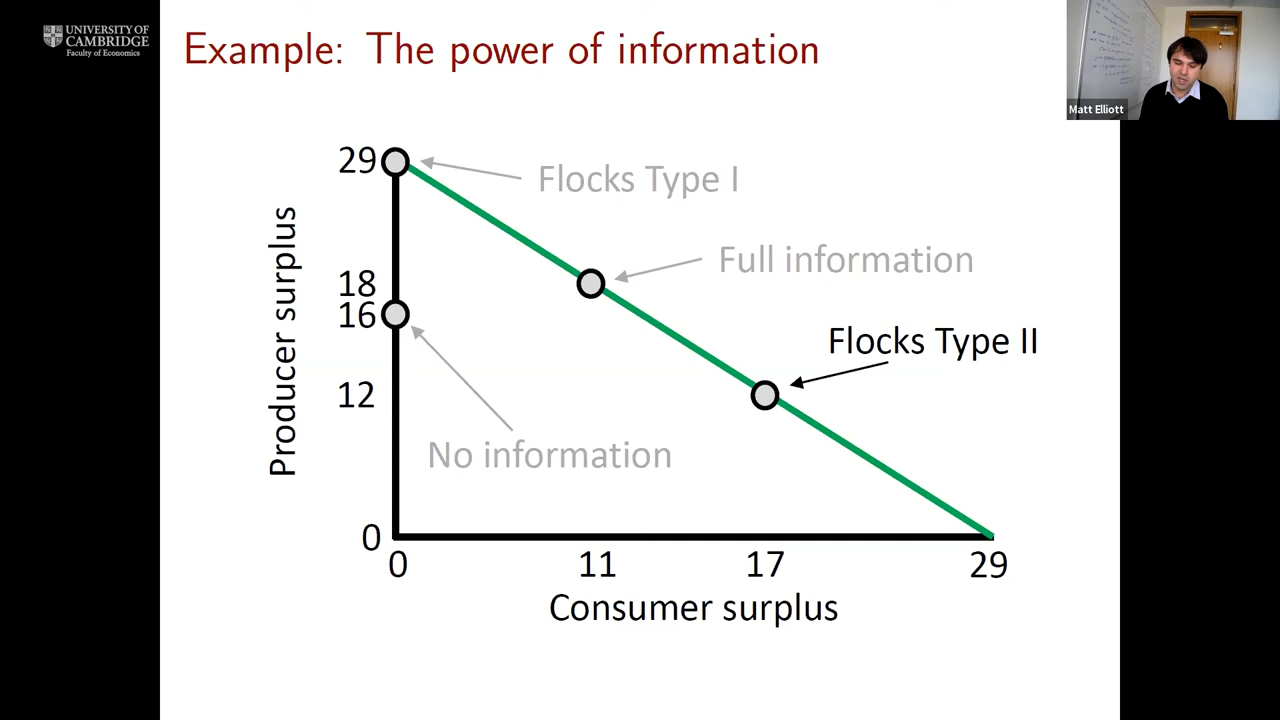 UNIVERSITY OF
CAMBRIDGE
Faculty of Economics
Example: The power of information
Matt Elliott
29
Flocks Type I
Full information
18
16
Flocks Type II
12
No information
Producer surplus
0
0
11
17
29
Consumer surplus